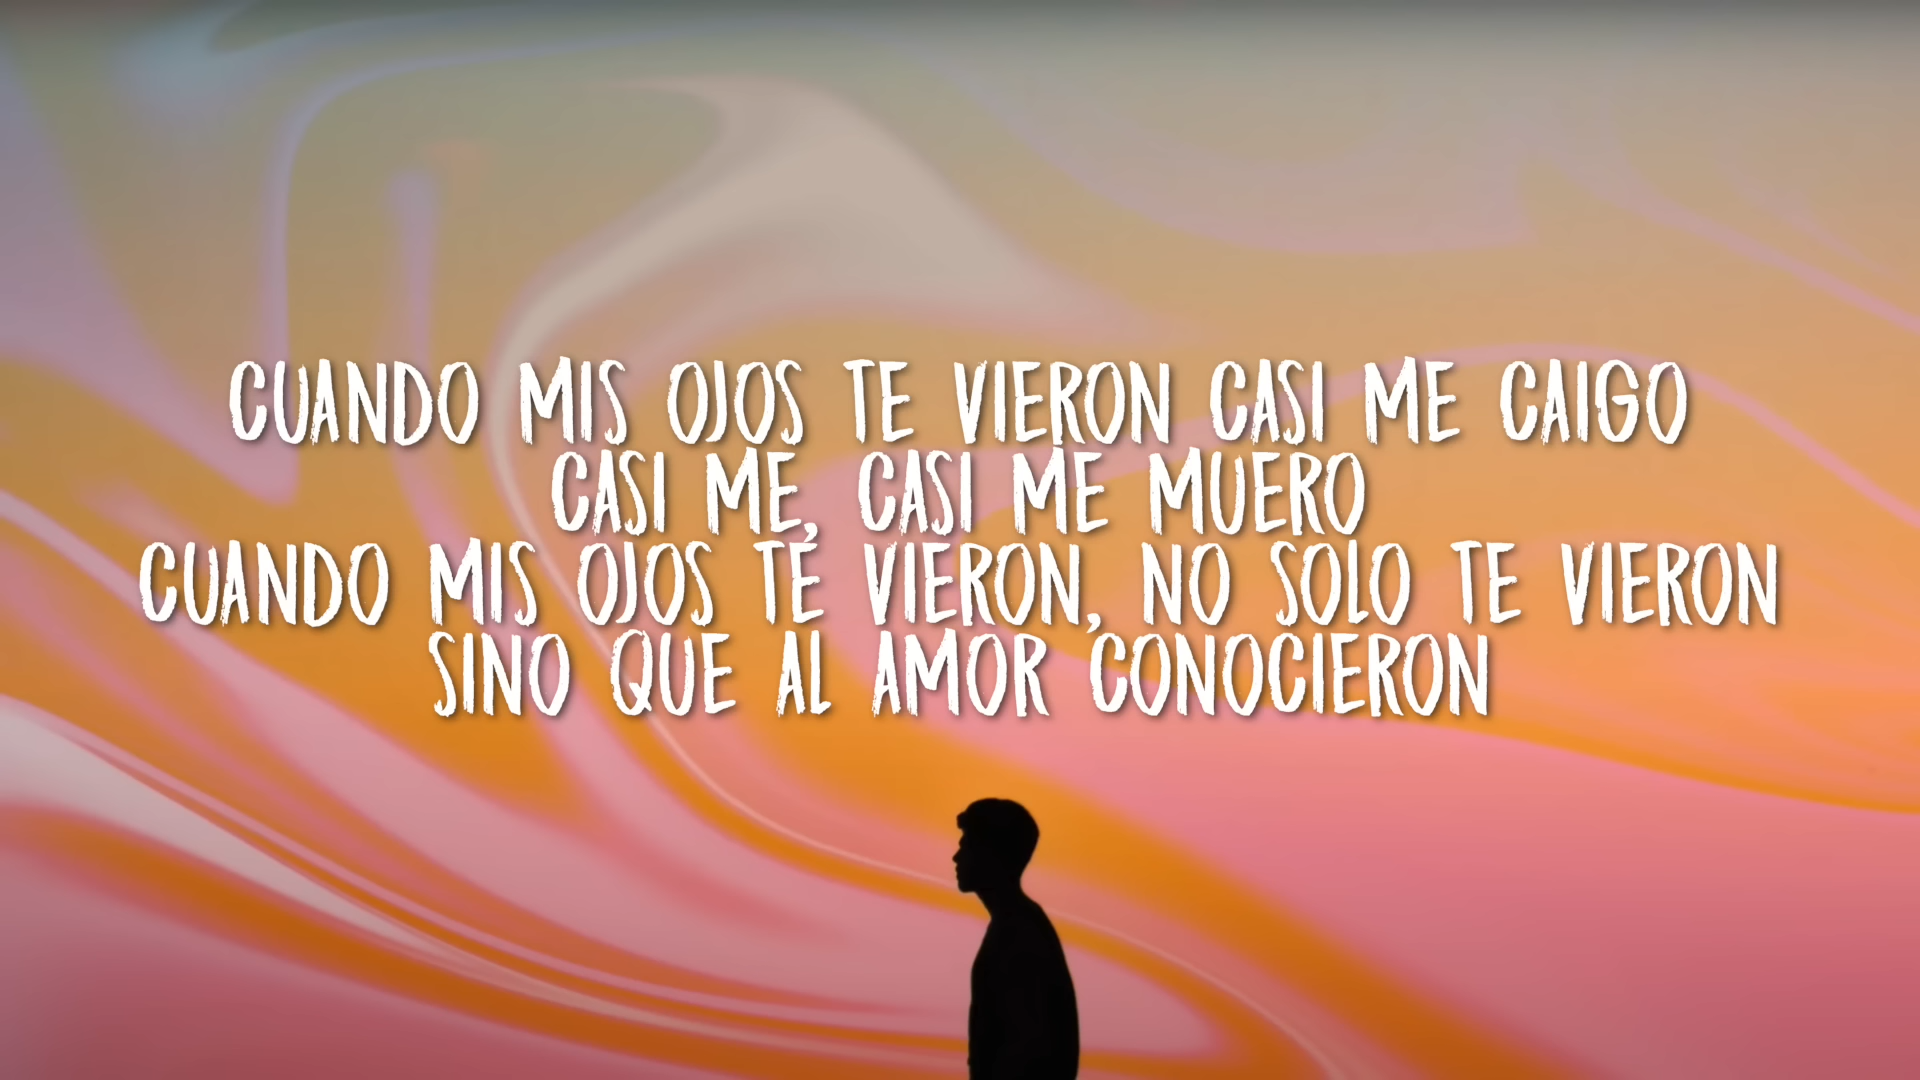 CUANDO MIS OJOS TE VIERON CASI ME CAIGO
CASI ME, CASI ME MUERO
CUANDO MIS OJOS TE VIERON, NO SOLO TE VIERON
SINO QUE AL AMOR CONOCIERON